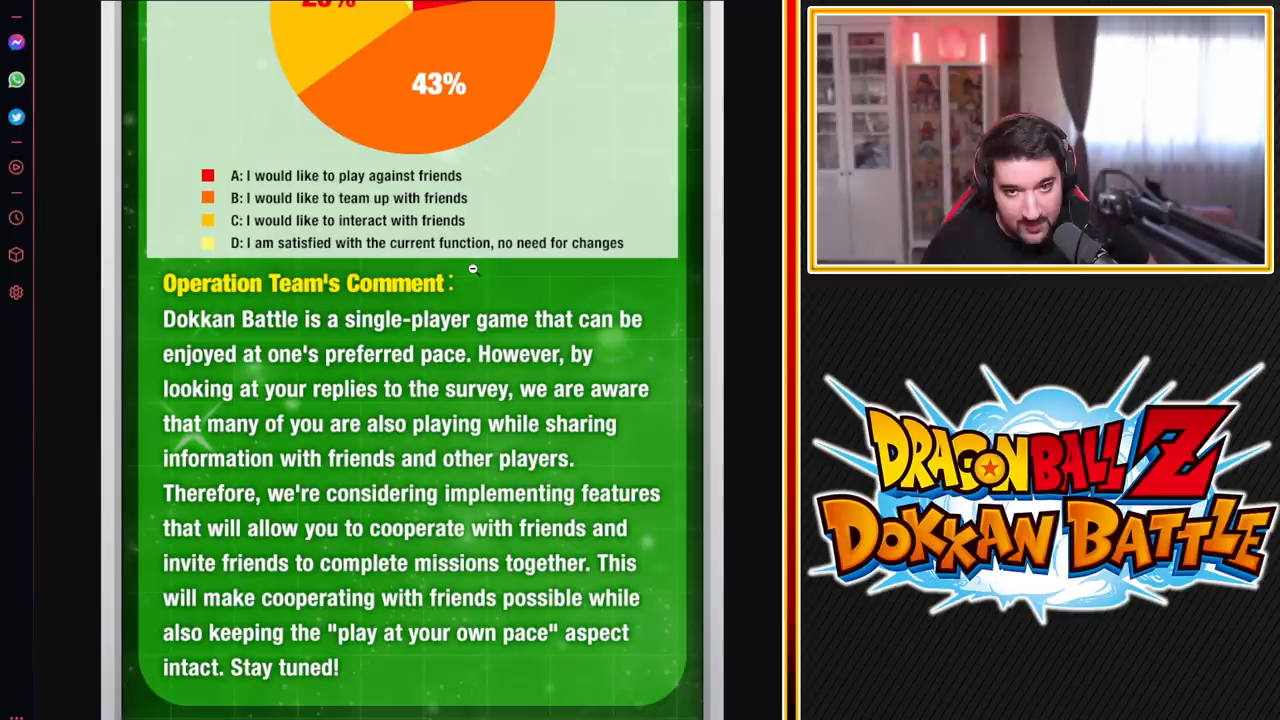 43%
A: I would like to play against friends
B: I would like to team up with friends
C: I would like to interact with friends
D: I am satisfied with the current function, no need for changes
Operation Team's Comment:
Dokkan Battle is a single-player game that can be
enjoyed at one's preferred pace. However, by
looking at your replies to the survey, we are aware
that many of you are also playing while sharing
information with friends and other players.
Therefore, we're considering implementing features
that will allow you to cooperate with friends and
invite friends to complete missions together. This
will make cooperating with friends possible while
also keeping the "play at your own pace" aspect
intact. Stay tuned!
DRAGON BALL Z
DOKKAN BATTLE